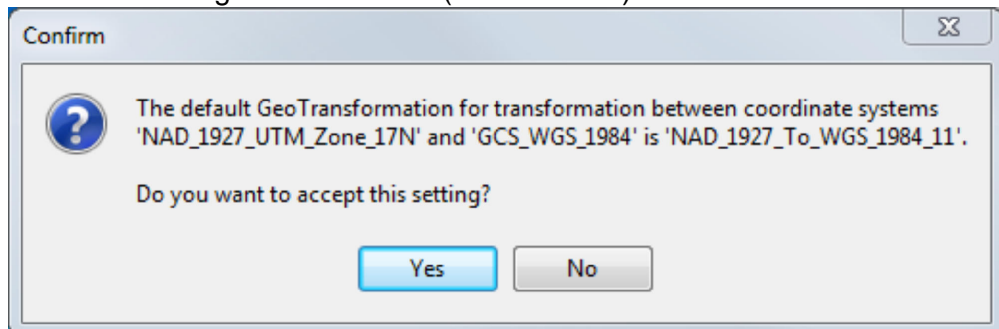 Confirm
The default GeoTransformation for transformation between coordinate systems
'NAD_1927_UTM_Zone_17N' and 'GCS_WGS_1984' is 'NAD_1927_To_WGS_1984_11'.
Do you want to accept this setting?
Yes
No